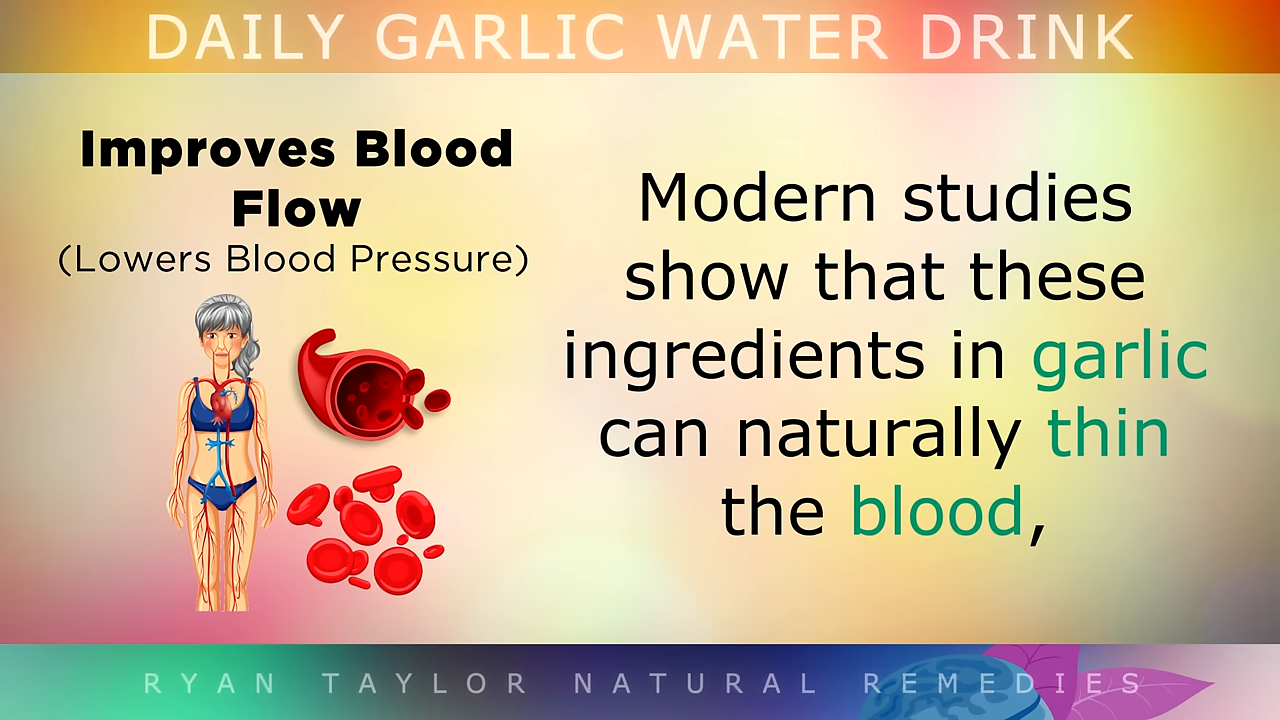 DAILY GARLIC WATER DRINK
Improves Blood
Flow
(Lowers Blood Pressure)
Modern studies
show that these
ingredients in garlic
can naturally thin
the blood,
RYAN TAYLOR NATURAL REMEDIES